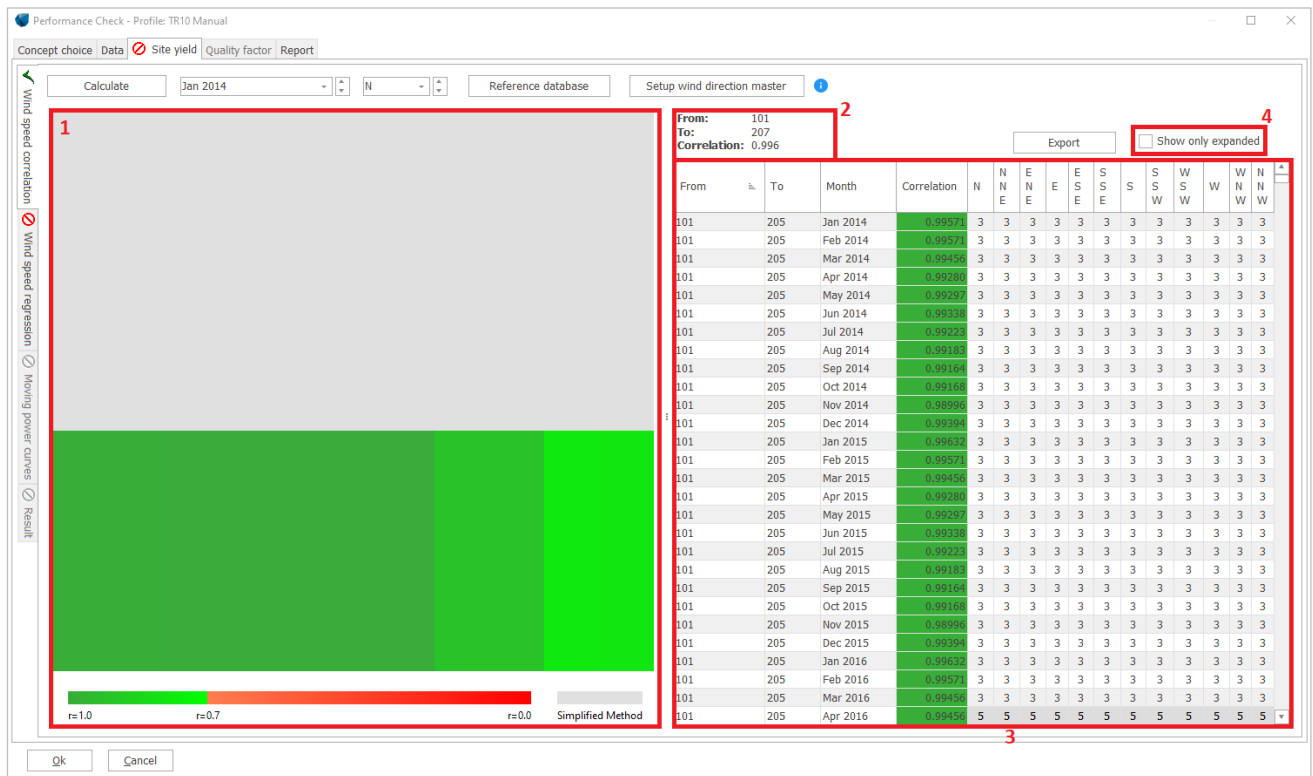 Performance Check - Profile: TR10 Manual
Concept choice Data Site yield Quality factor Report
Calculate Jan 2014 N Reference database Setup wind direction master
Wind speed correlation
Wind speed regression
Moving power curves
Result
1
r=1.0 r=0.7 r=0.0 Simplified Method
2
From: 101
To: 207
Correlation: 0.996
Export
4
Show only expanded
From To Month Correlation N NNE ENE E ESE SSE S SSW WSW W WNW NNW
101 205 Jan 2014 0.99571 3 3 3 3 3 3 3 3 3 3 3 3
101 205 Feb 2014 0.99571 3 3 3 3 3 3 3 3 3 3 3 3
101 205 Mar 2014 0.99456 3 3 3 3 3 3 3 3 3 3 3 3
101 205 Apr 2014 0.99280 3 3 3 3 3 3 3 3 3 3 3 3
101 205 May 2014 0.99297 3 3 3 3 3 3 3 3 3 3 3 3
101 205 Jun 2014 0.99338 3 3 3 3 3 3 3 3 3 3 3 3
101 205 Jul 2014 0.99223 3 3 3 3 3 3 3 3 3 3 3 3
101 205 Aug 2014 0.99183 3 3 3 3 3 3 3 3 3 3 3 3
101 205 Sep 2014 0.99164 3 3 3 3 3 3 3 3 3 3 3 3
101 205 Oct 2014 0.99168 3 3 3 3 3 3 3 3 3 3 3 3
101 205 Nov 2014 0.98996 3 3 3 3 3 3 3 3 3 3 3 3
101 205 Dec 2014 0.99394 3 3 3 3 3 3 3 3 3 3 3 3
101 205 Jan 2015 0.99632 3 3 3 3 3 3 3 3 3 3 3 3
101 205 Feb 2015 0.99571 3 3 3 3 3 3 3 3 3 3 3 3
101 205 Mar 2015 0.99456 3 3 3 3 3 3 3 3 3 3 3 3
101 205 Apr 2015 0.99280 3 3 3 3 3 3 3 3 3 3 3 3
101 205 May 2015 0.99297 3 3 3 3 3 3 3 3 3 3 3 3
101 205 Jun 2015 0.99338 3 3 3 3 3 3 3 3 3 3 3 3
101 205 Jul 2015 0.99223 3 3 3 3 3 3 3 3 3 3 3 3
101 205 Aug 2015 0.99183 3 3 3 3 3 3 3 3 3 3 3 3
101 205 Sep 2015 0.99164 3 3 3 3 3 3 3 3 3 3 3 3
101 205 Oct 2015 0.99168 3 3 3 3 3 3 3 3 3 3 3 3
101 205 Nov 2015 0.98996 3 3 3 3 3 3 3 3 3 3 3 3
101 205 Dec 2015 0.99394 3 3 3 3 3 3 3 3 3 3 3 3
101 205 Jan 2016 0.99632 3 3 3 3 3 3 3 3 3 3 3 3
101 205 Feb 2016 0.99571 3 3 3 3 3 3 3 3 3 3 3 3
101 205 Mar 2016 0.99456 3 3 3 3 3 3 3 3 3 3 3 3
101 205 Apr 2016 0.99456 5 5 5 5 5 5 5 5 5 5 5 5
3
Ok Cancel